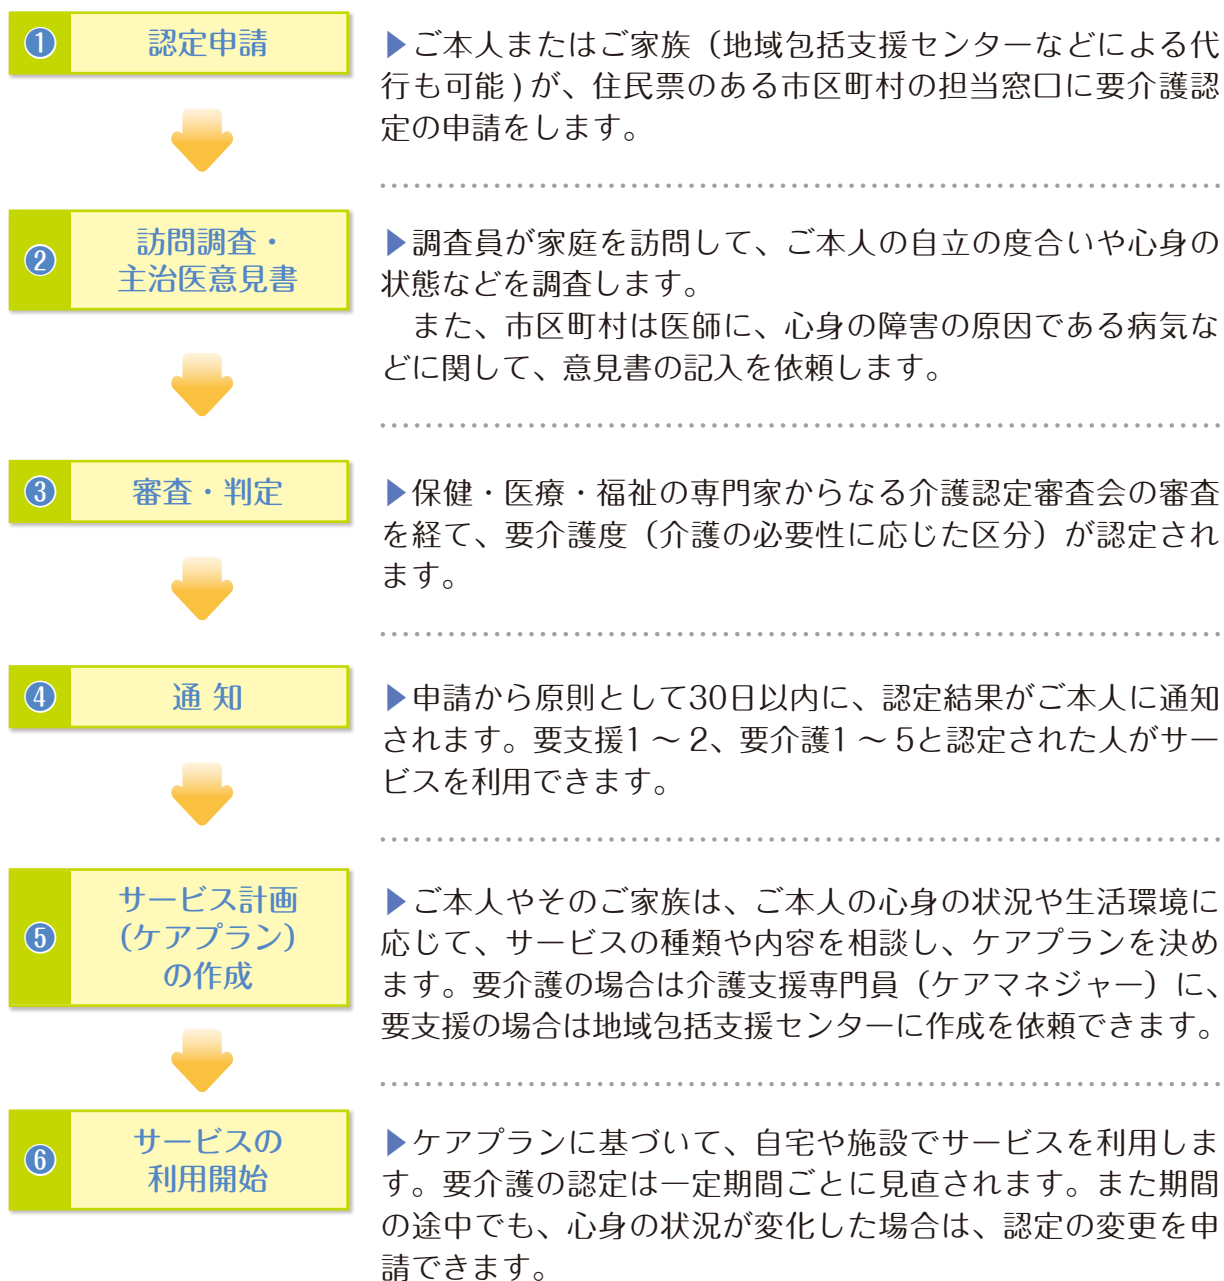 ❶ 認定申請
▶ご本人またはご家族（地域包括支援センターなどによる代
行も可能)が、住民票のある市区町村の担当窓口に要介護認
定の申請をします。
❷ 訪問調査・
主治医意見書
▶調査員が家庭を訪問して、ご本人の自立の度合いや心身の
状態などを調査します。
　また、市区町村は医師に、心身の障害の原因である病気な
どに関して、意見書の記入を依頼します。
❸ 審査・判定
▶保健・医療・福祉の専門家からなる介護認定審査会の審査
を経て、要介護度（介護の必要性に応じた区分）が認定され
ます。
❹ 通 知
▶申請から原則として30日以内に、認定結果がご本人に通知
されます。要支援1 ～ 2、要介護1 ～ 5と認定された人がサー
ビスを利用できます。
❺ サービス計画
（ケアプラン）
の作成
▶ご本人やそのご家族は、ご本人の心身の状況や生活環境に
応じて、サービスの種類や内容を相談し、ケアプランを決め
ます。要介護の場合は介護支援専門員（ケアマネジャー）に、
要支援の場合は地域包括支援センターに作成を依頼できます。
❻ サービスの
利用開始
▶ケアプランに基づいて、自宅や施設でサービスを利用しま
す。要介護の認定は一定期間ごとに見直されます。また期間
の途中でも、心身の状況が変化した場合は、認定の変更を申
請できます。